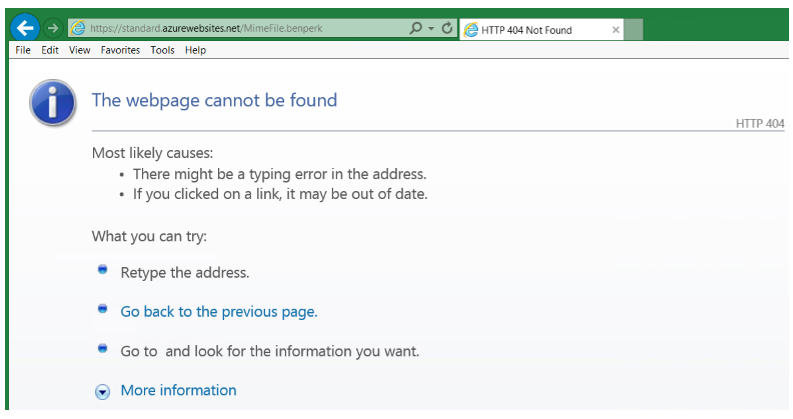 https://standard.azurewebsites.net/MimeFile.benperk
HTTP 404 Not Found
File Edit View Favorites Tools Help
The webpage cannot be found
HTTP 404
Most likely causes:
• There might be a typing error in the address.
• If you clicked on a link, it may be out of date.
What you can try:
Retype the address.
Go back to the previous page.
Go to  and look for the information you want.
More information